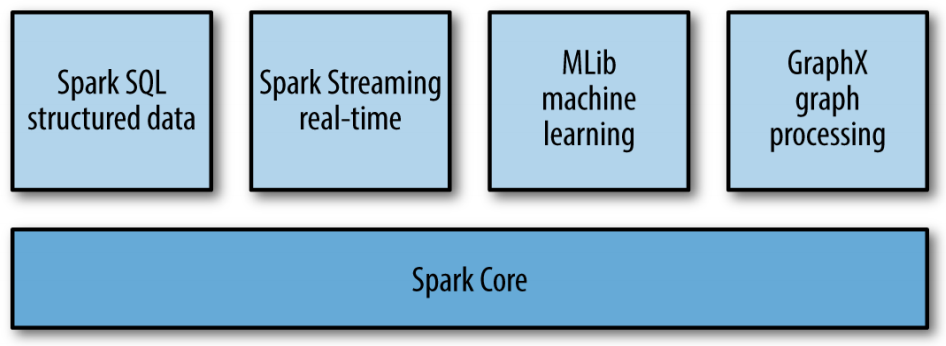 Spark SQL
structured data
Spark Streaming
real-time
MLib
machine
learning
GraphX
graph
processing
Spark Core